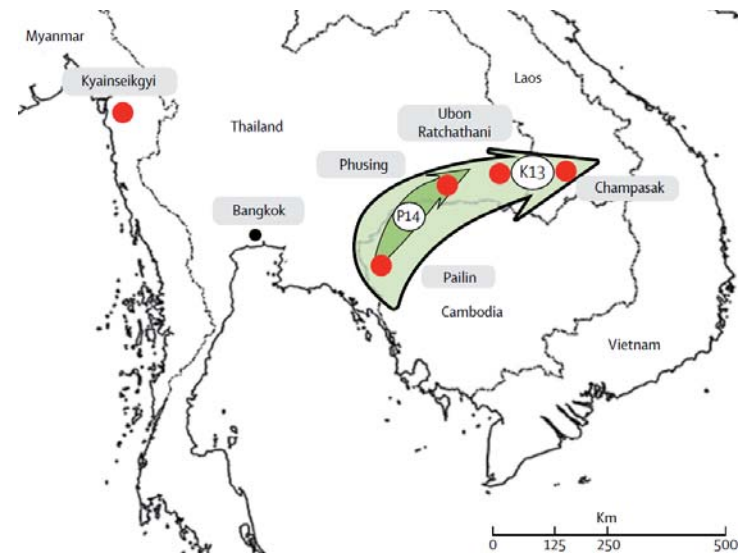 Myanmar
Kyainseikgyi
Laos
Ubon
Ratchathani
Thailand
Phusing
K13
Champasak
Bangkok
P14
Pailin
Cambodia
Vietnam
Km
0 125 250 500